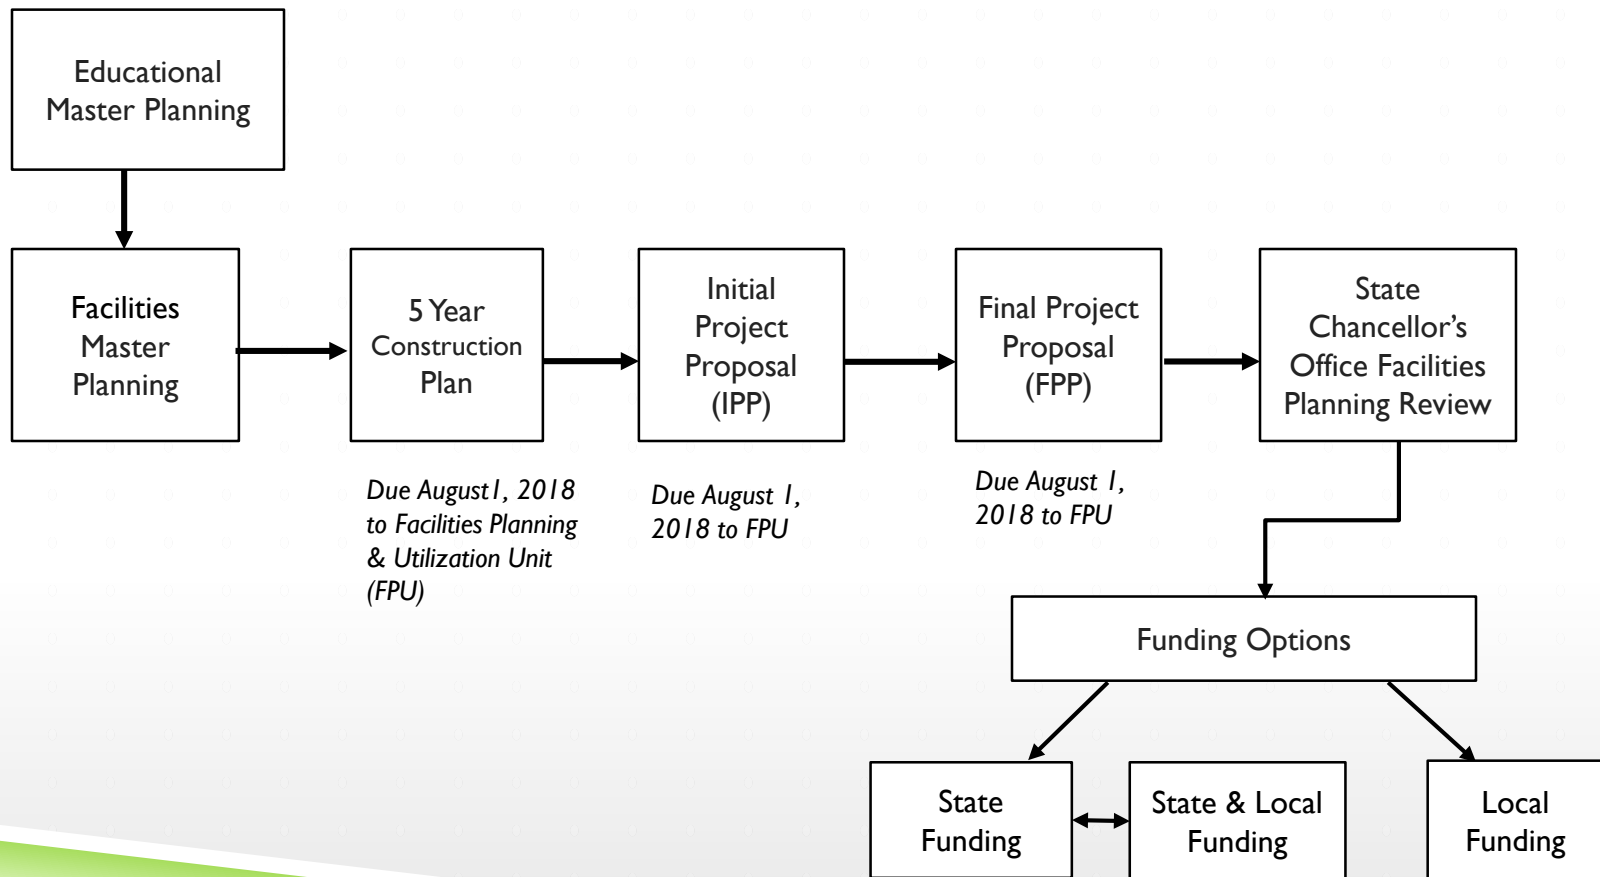 Educational
Master Planning
Facilities
Master
Planning
5 Year
Construction
Plan
Initial
Project
Proposal
(IPP)
Final Project
Proposal
(FPP)
State
Chancellor’s
Office Facilities
Planning Review
Due August1, 2018
to Facilities Planning
& Utilization Unit
(FPU)
Due August 1,
2018 to FPU
Due August 1,
2018 to FPU
Funding Options
State
Funding
State & Local
Funding
Local
Funding